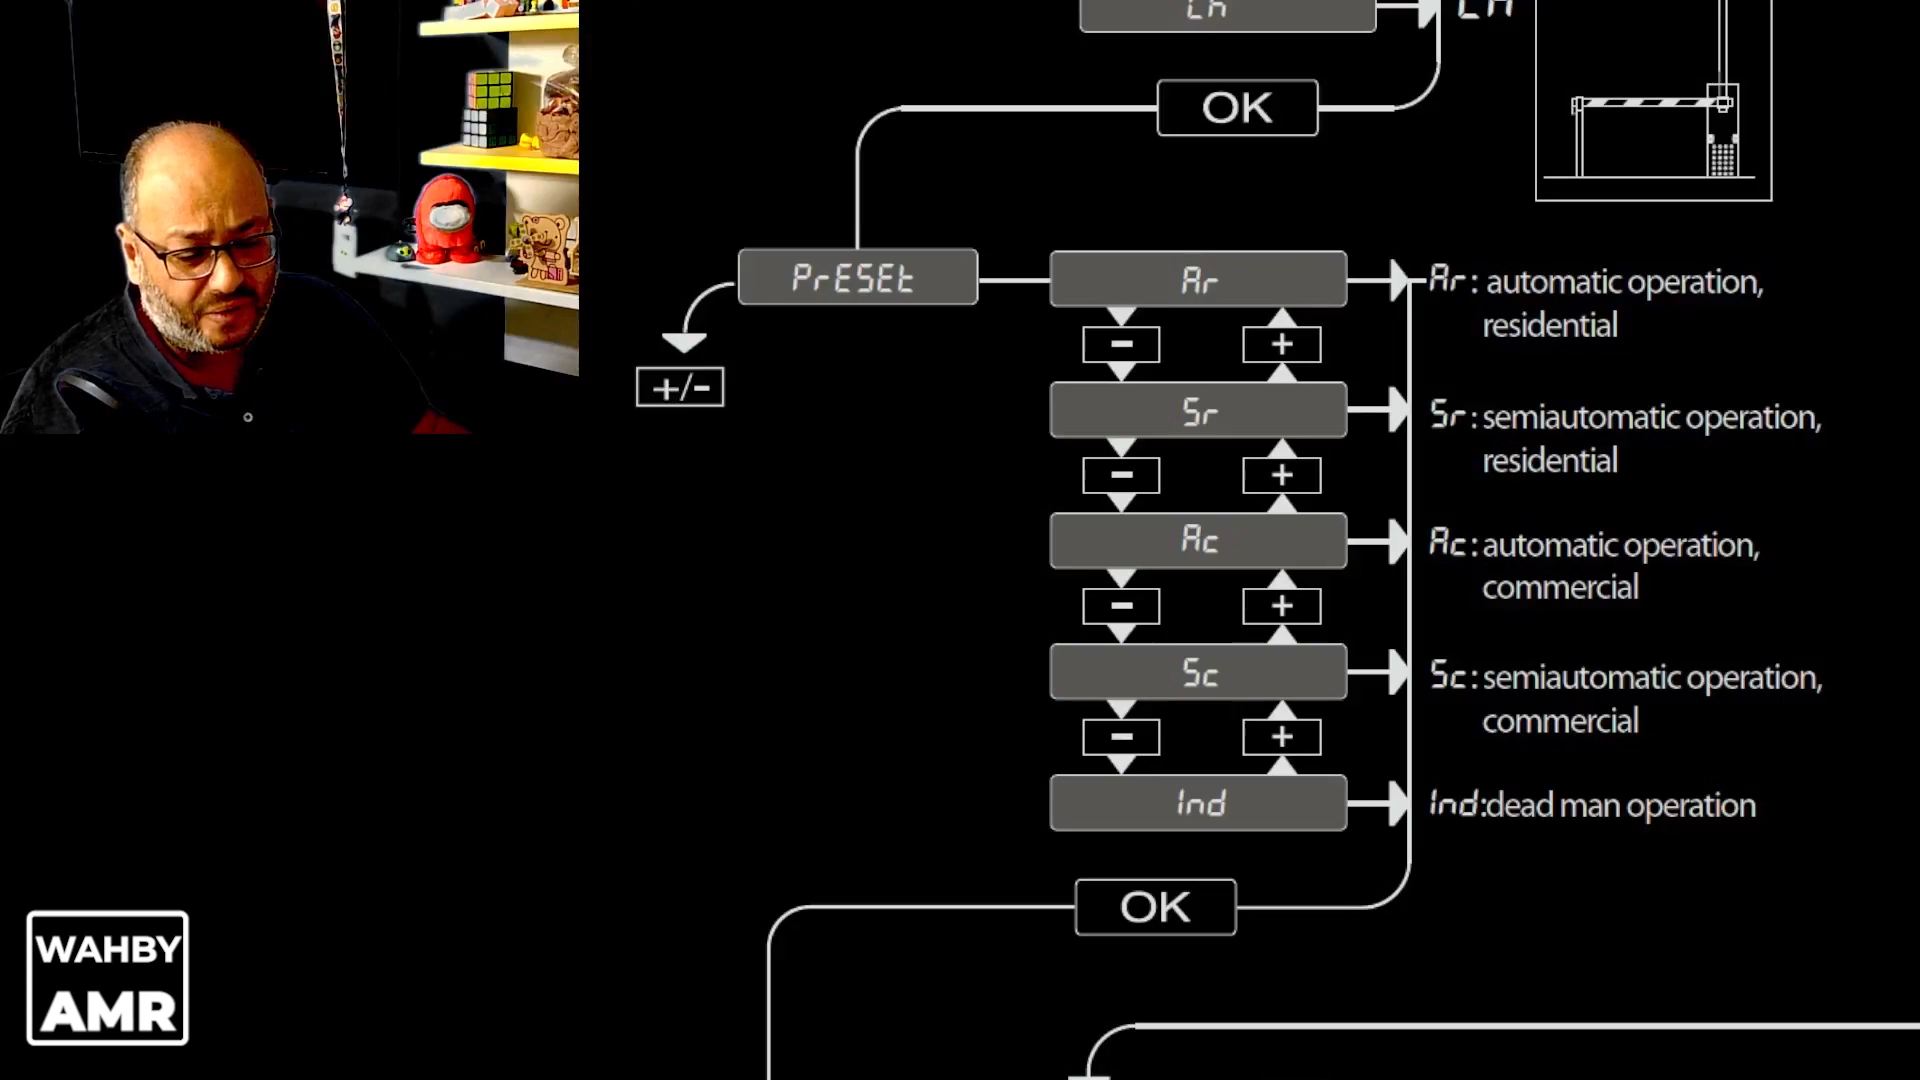 OK
PrESEt
Ar
Ar: automatic operation,
residential
-
+
+/-
Sr
Sr: semiautomatic operation,
residential
-
+
Ac
Ac: automatic operation,
commercial
-
+
Sc
Sc: semiautomatic operation,
commercial
-
+
Ind
Ind:dead man operation
OK
WAHBY
AMR